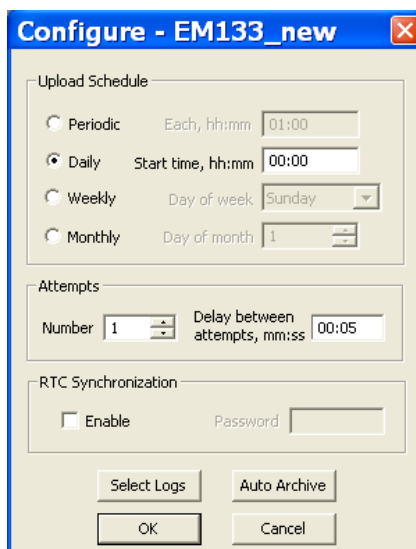 Configure - EM133_new
Upload Schedule
Periodic Each, hh:mm 01:00
Daily Start time, hh:mm 00:00
Weekly Day of week Sunday
Monthly Day of month 1
Attempts
Number 1 Delay between attempts, mm:ss 00:05
RTC Synchronization
Enable Password
Select Logs Auto Archive
OK Cancel